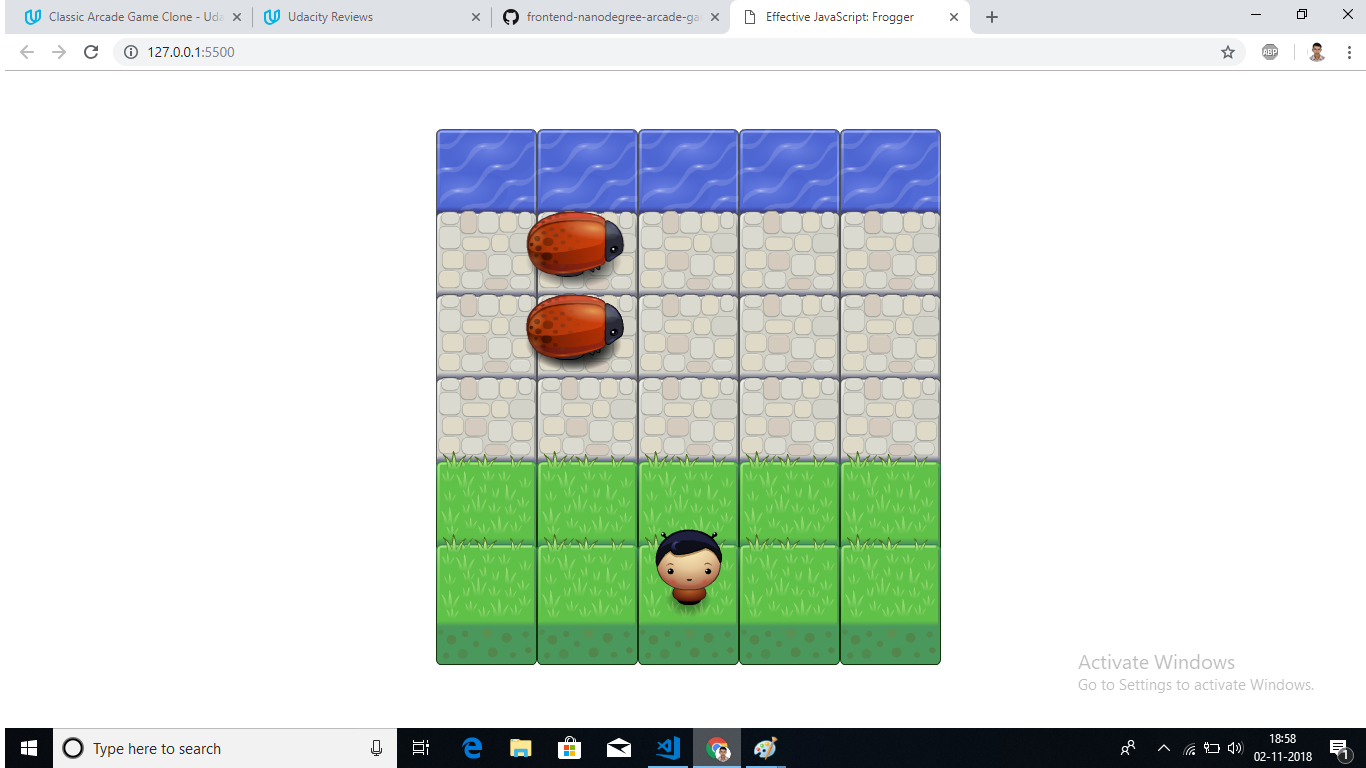 Classic Arcade Game Clone - Uda
Udacity Reviews
frontend-nanodegree-arcade-ga
Effective JavaScript: Frogger
127.0.0.1:5500
ABP
Activate Windows
Go to Settings to activate Windows.
Type here to search
18:58
02-11-2018
1